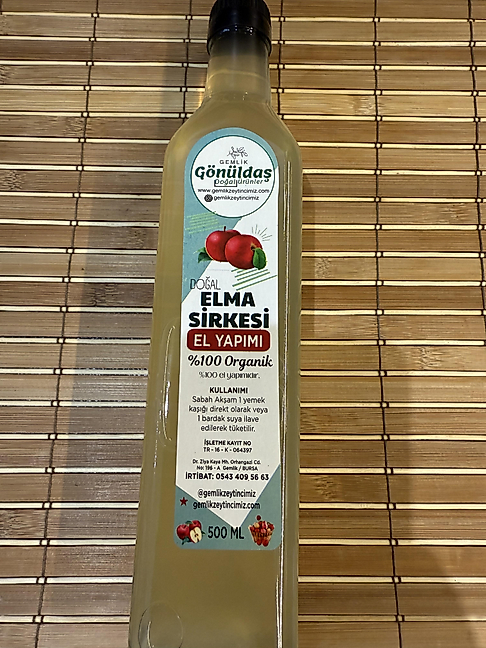 GEMLİK
Gönüldaş
Doğal ürünler
www.gemlikzeytincimiz.com
gemlikzeytincimiz
DOĞAL
ELMA
SİRKESİ
EL YAPIMI
%100 Organik
%100 el yapımıdır.
KULLANIMI
Sabah Akşam 1 yemek
kaşığı direkt olarak veya
1 bardak suya ilave
edilerek tüketilir.
İŞLETME KAYIT NO
TR - 16 - K - 064397
Dr. Ziya Kaya Mh. Orhangazi Cd.
No: 196 - A Gemlik / BURSA
İRTİBAT: 0543 409 56 63
@gemlikzeytincimiz
gemlikzeytincimiz.com
500 ML